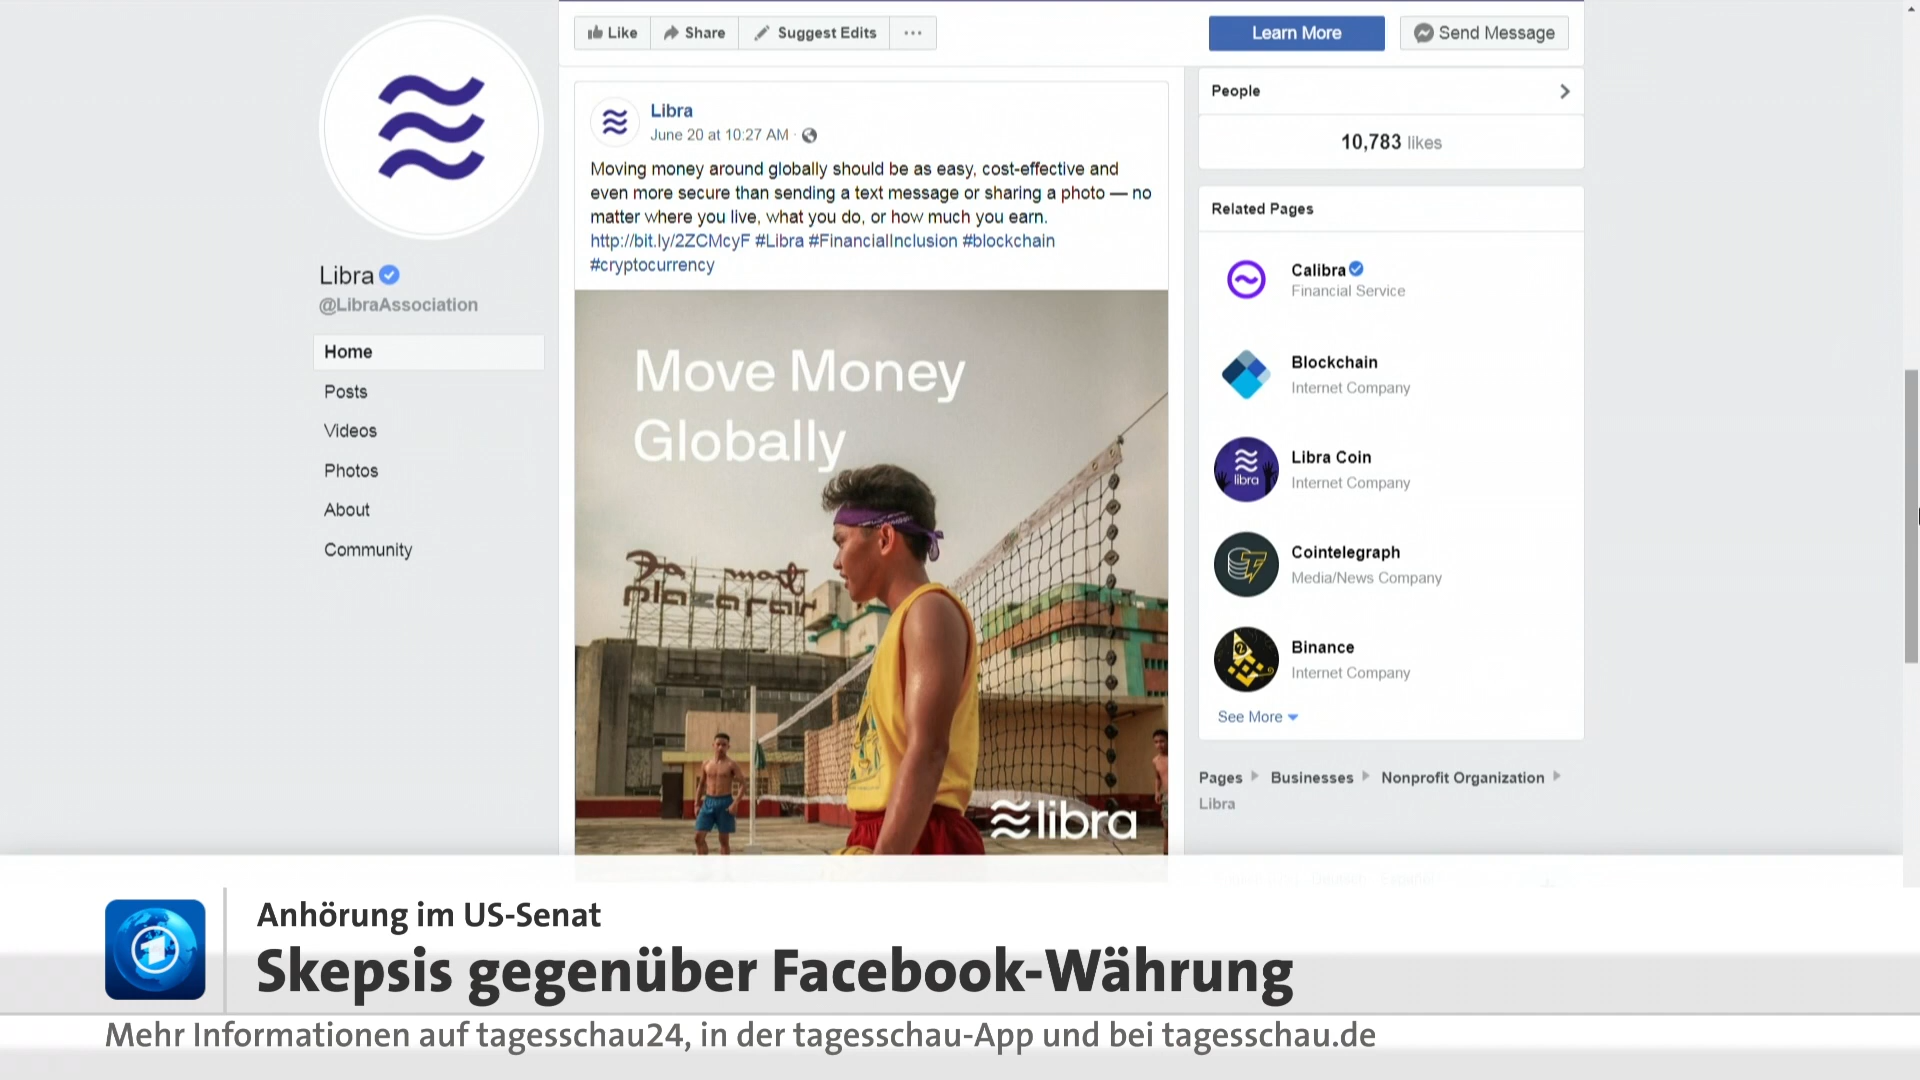 Like
Share
Suggest Edits
Learn More
Send Message
Libra
@LibraAssociation
Home
Posts
Videos
Photos
About
Community
Libra
June 20 at 10:27 AM ·
Moving money around globally should be as easy, cost-effective and
even more secure than sending a text message or sharing a photo — no
matter where you live, what you do, or how much you earn.
http://bit.ly/2ZCMcyF #Libra #FinancialInclusion #blockchain
#cryptocurrency
Move Money
Globally
libra
People
10,783 likes
Related Pages
Calibra
Financial Service
Blockchain
Internet Company
libra
Libra Coin
Internet Company
Cointelegraph
Media/News Company
Binance
Internet Company
See More
Pages Businesses Nonprofit Organization
Libra
1
Anhörung im US-Senat
Skepsis gegenüber Facebook-Währung
Mehr Informationen auf tagesschau24, in der tagesschau-App und bei tagesschau.de